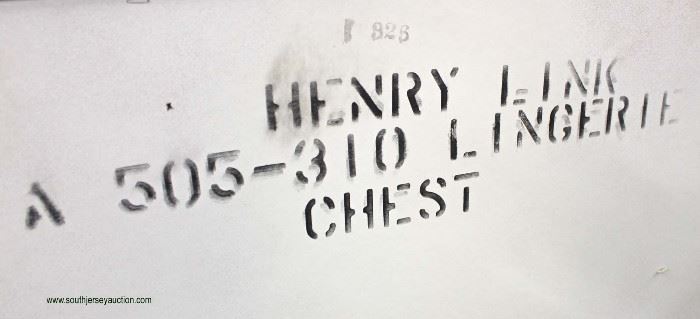 828
HENRY LINK
A 505-310 LINGERIE
CHEST
www.southjerseyauction.com